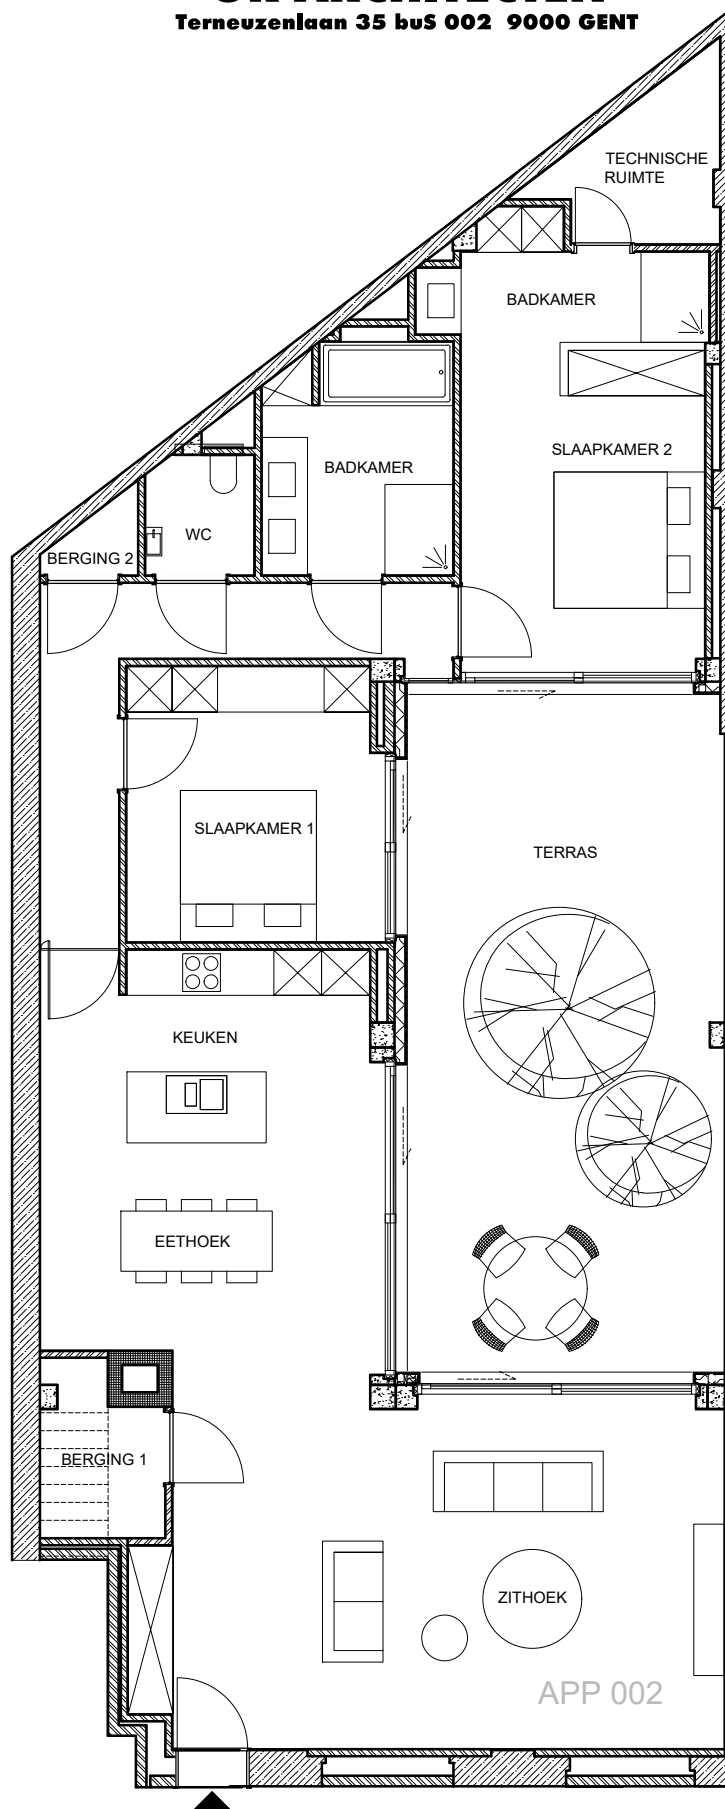 Terneuzenlaan 35 buS 002 9000 GENT
TECHNISCHE
RUIMTE
BADKAMER
SLAAPKAMER 2
BADKAMER
WC
BERGING 2
SLAAPKAMER 1
TERRAS
KEUKEN
EETHOEK
BERGING 1
ZITHOEK
APP 002